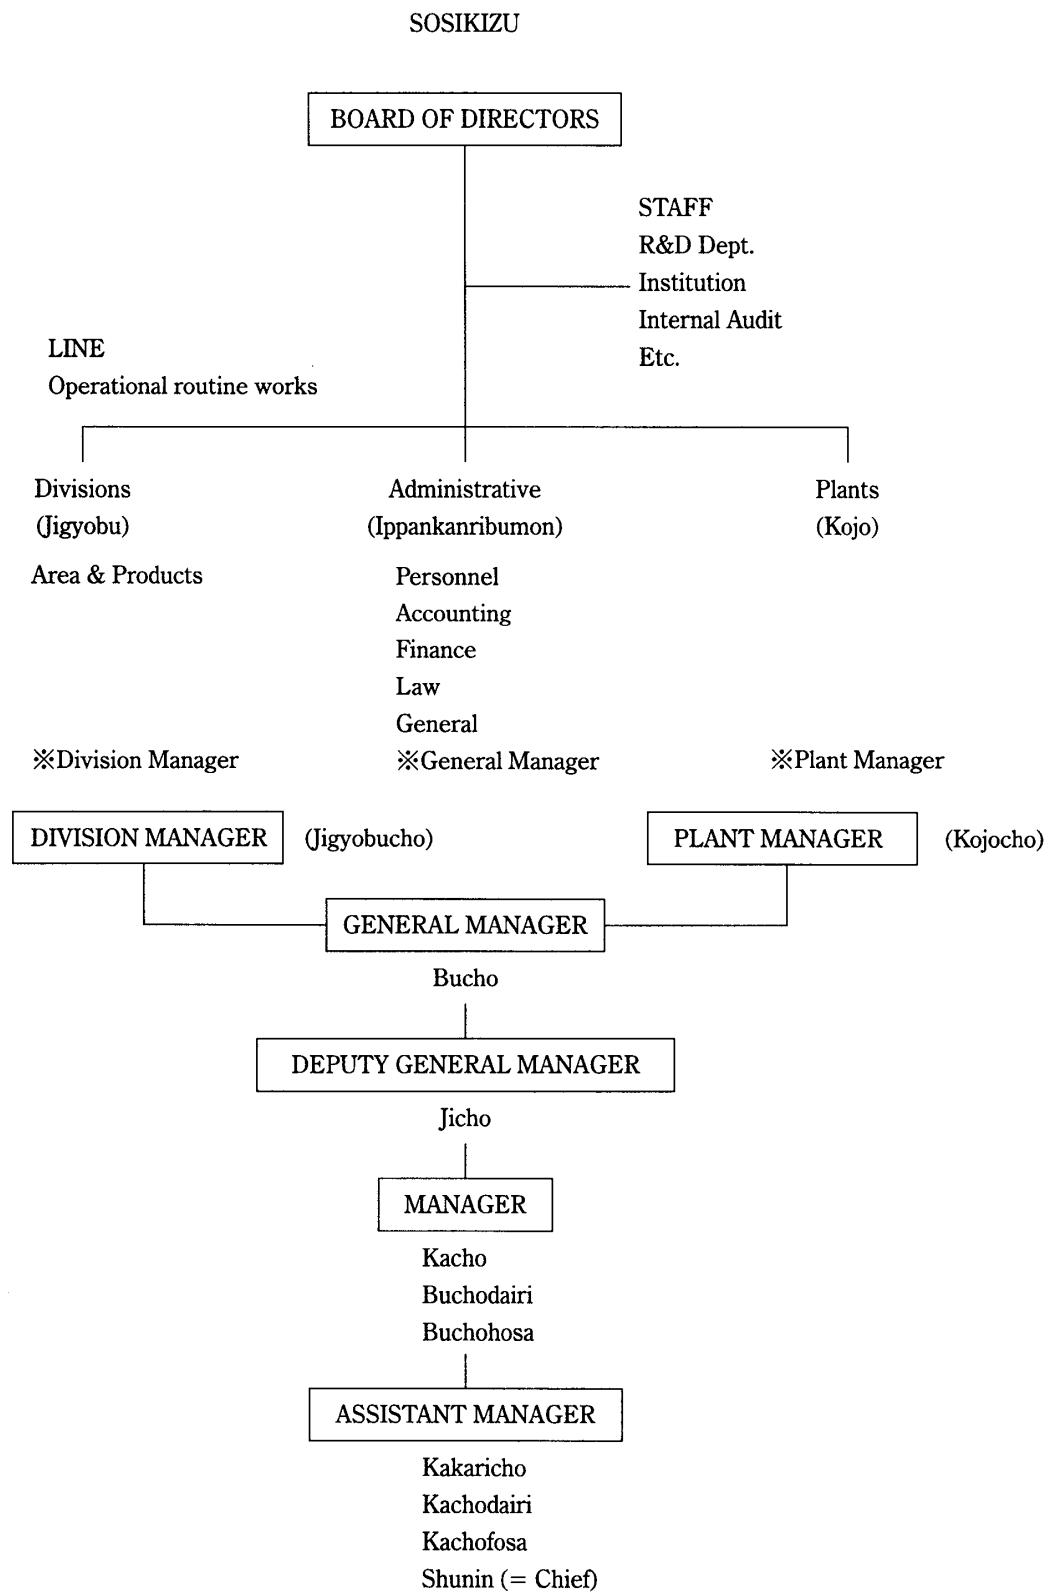 SOSIKIZU
BOARD OF DIRECTORS
STAFF
R&D Dept.
Institution
Internal Audit
Etc.
LINE
Operational routine works
Divisions
(Jigyobu)
Area & Products
Administrative
(Ippankanribumon)
Personnel
Accounting
Finance
Law
General
Plants
(Kojo)
※Division Manager
※General Manager
※Plant Manager
DIVISION MANAGER (Jigyobucho)
PLANT MANAGER (Kojocho)
GENERAL MANAGER
Bucho
DEPUTY GENERAL MANAGER
Jicho
MANAGER
Kacho
Buchodairi
Buchohosa
ASSISTANT MANAGER
Kakaricho
Kachodairi
Kachofosa
Shunin (= Chief)